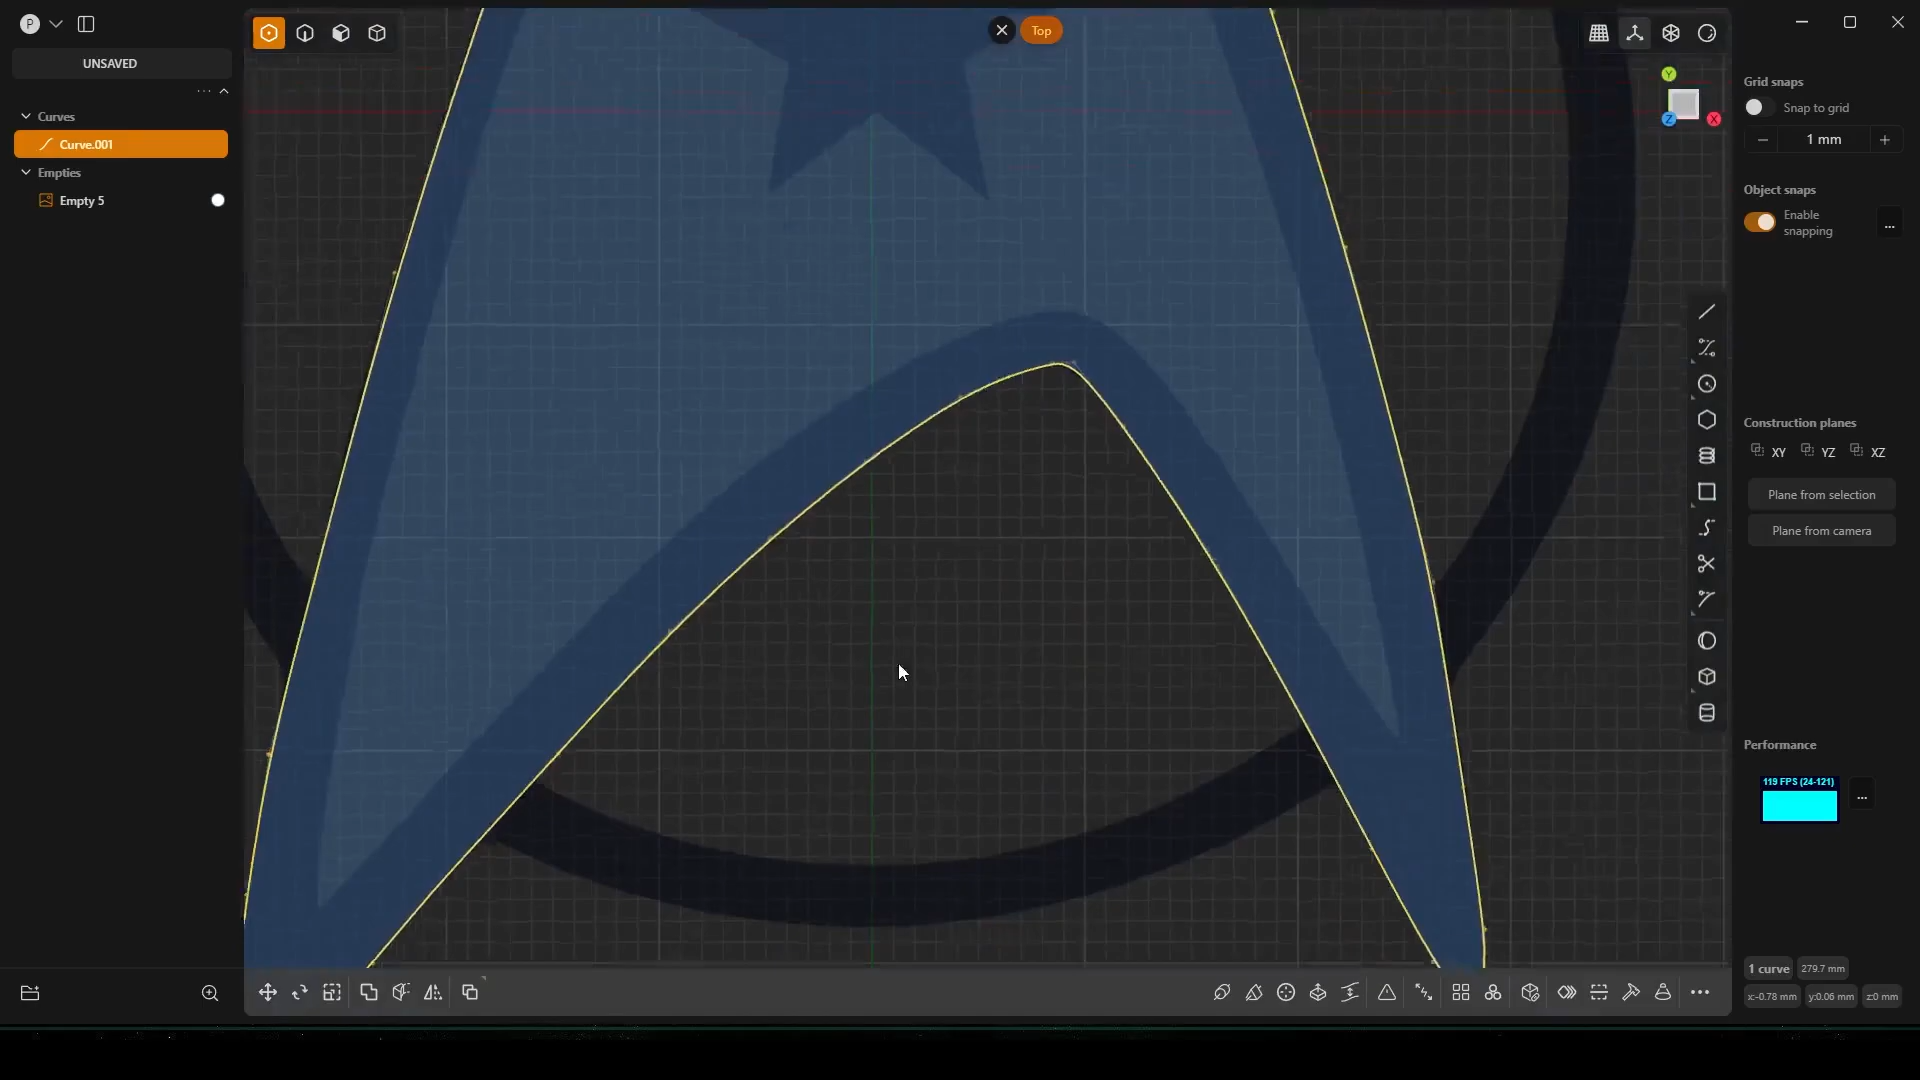 P
UNSAVED
...
Curves
Curve.001
Empties
Empty 5
Top
Y
Z
X
Grid snaps
Snap to grid
1 mm
Object snaps
Enable
snapping
...
Construction planes
XY
YZ
XZ
Plane from selection
Plane from camera
Performance
119 FPS (24-121)
...
1 curve
279.7 mm
x:-0.78 mm
y:0.06 mm
z:0 mm